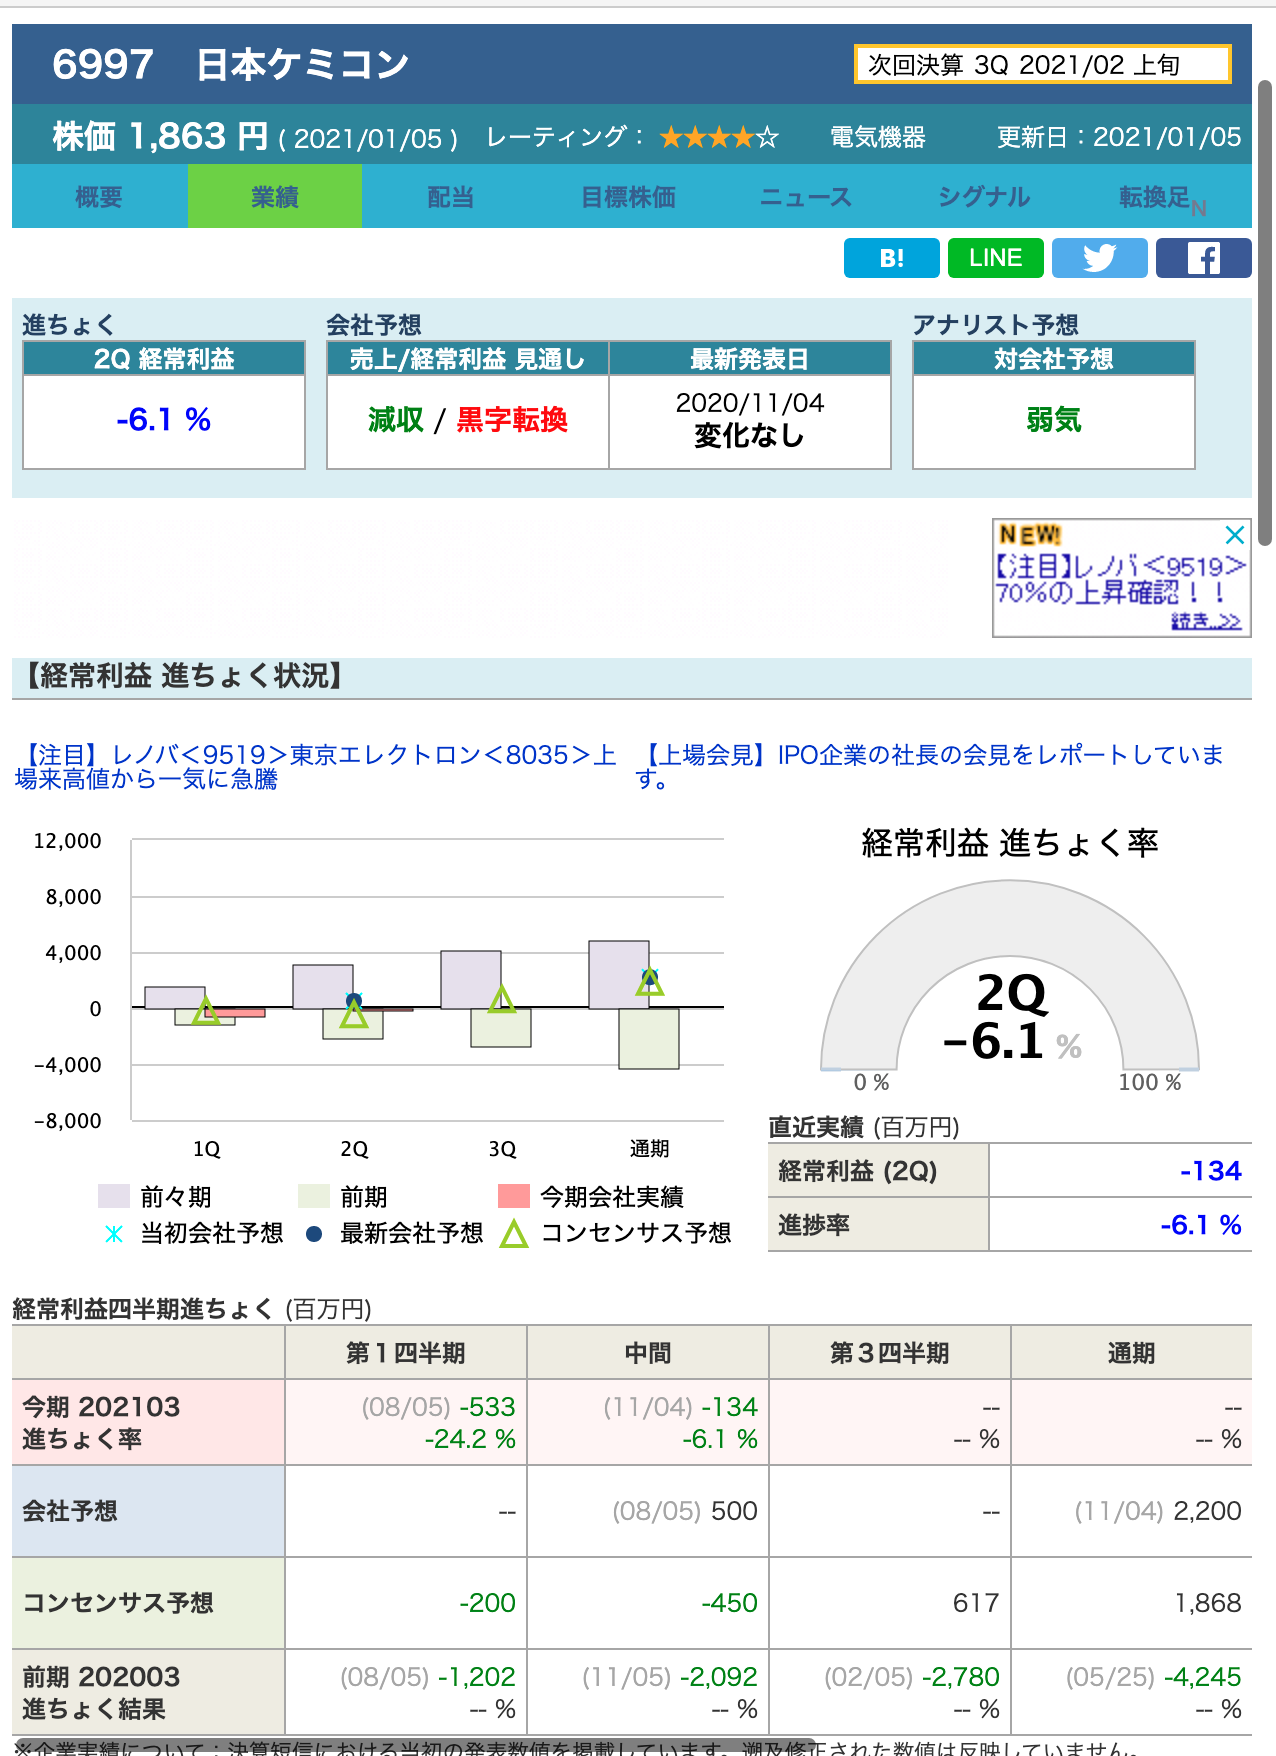 6997　日本ケミコン
次回決算 3Q 2021/02 上旬
株価 1,863 円 ( 2021/01/05 ) レーティング： ★★★★☆ 電気機器 更新日：2021/01/05
概要 業績 配当 目標株価 ニュース シグナル 転換足N
B! LINE
進ちょく 会社予想 アナリスト予想
2Q 経常利益 売上/経常利益 見通し 最新発表日 対会社予想
-6.1 % 減収 / 黒字転換 2020/11/04 弱気
変化なし
NEW!
【注目】レノバ<9519>
70%の上昇確認！！
続き..>>
【経常利益 進ちょく状況】
【注目】レノバ<9519>東京エレクトロン<8035>上
場来高値から一気に急騰
【上場会見】IPO企業の社長の会見をレポートしていま
す。
12,000
8,000
4,000
0
-4,000
-8,000
1Q 2Q 3Q 通期
前々期 前期 今期会社実績
当初会社予想 最新会社予想 コンセンサス予想
経常利益 進ちょく率
2Q
-6.1 %
0 % 100 %
直近実績 (百万円)
経常利益 (2Q) -134
進捗率 -6.1 %
経常利益四半期進ちょく (百万円)
第１四半期 中間 第３四半期 通期
今期 202103 (08/05) -533 (11/04) -134 -- --
進ちょく率 -24.2 % -6.1 % -- % -- %
会社予想 -- (08/05) 500 -- (11/04) 2,200
コンセンサス予想 -200 -450 617 1,868
前期 202003 (08/05) -1,202 (11/05) -2,092 (02/05) -2,780 (05/25) -4,245
進ちょく結果 -- % -- % -- % -- %
※企業実績について：決算短信における当初の発表数値を掲載しています。遡及修正された数値は反映していません。